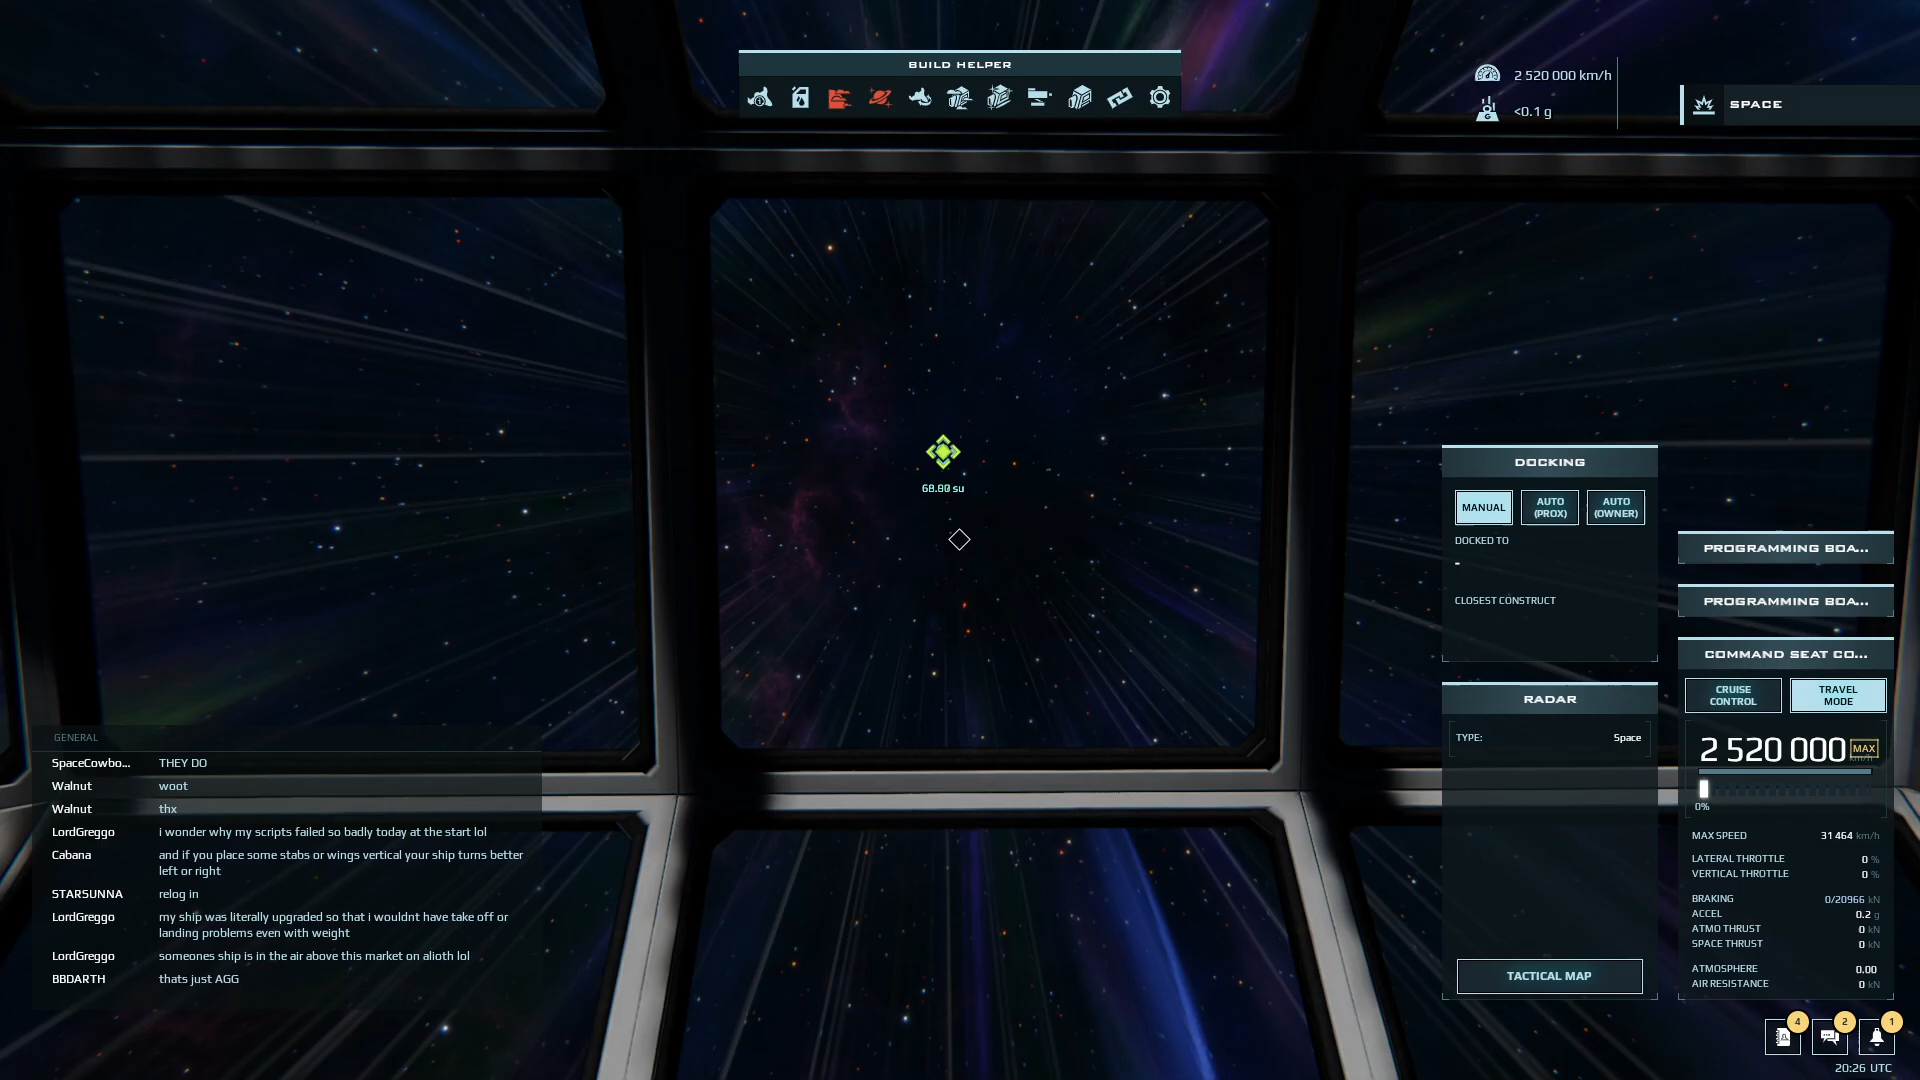 BUILD HELPER
2 520 000 km/h
<0.1 g
SPACE
68.80 su
DOCKING
MANUAL
AUTO
(PROX)
AUTO
(OWNER)
DOCKED TO
-
CLOSEST CONSTRUCT
RADAR
TYPE: Space
TACTICAL MAP
PROGRAMMING BOA...
PROGRAMMING BOA...
COMMAND SEAT CO...
CRUISE
CONTROL
TRAVEL
MODE
2 520 000 MAX
km/h
0%
MAX SPEED 31 464 km/h
LATERAL THROTTLE 0 %
VERTICAL THROTTLE 0 %
BRAKING 0/20966 kN
ACCEL 0.2 g
ATMO THRUST 0 kN
SPACE THRUST 0 kN
ATMOSPHERE 0.00
AIR RESISTANCE 0 kN
GENERAL
SpaceCowbo... THEY DO
Walnut woot
Walnut thx
LordGreggo i wonder why my scripts failed so badly today at the start lol
Cabana and if you place some stabs or wings vertical your ship turns better
left or right
STARSUNNA relog in
LordGreggo my ship was literally upgraded so that i wouldnt have take off or
landing problems even with weight
LordGreggo someones ship is in the air above this market on alioth lol
BBDARTH thats just AGG
4
2
1
20:26 UTC